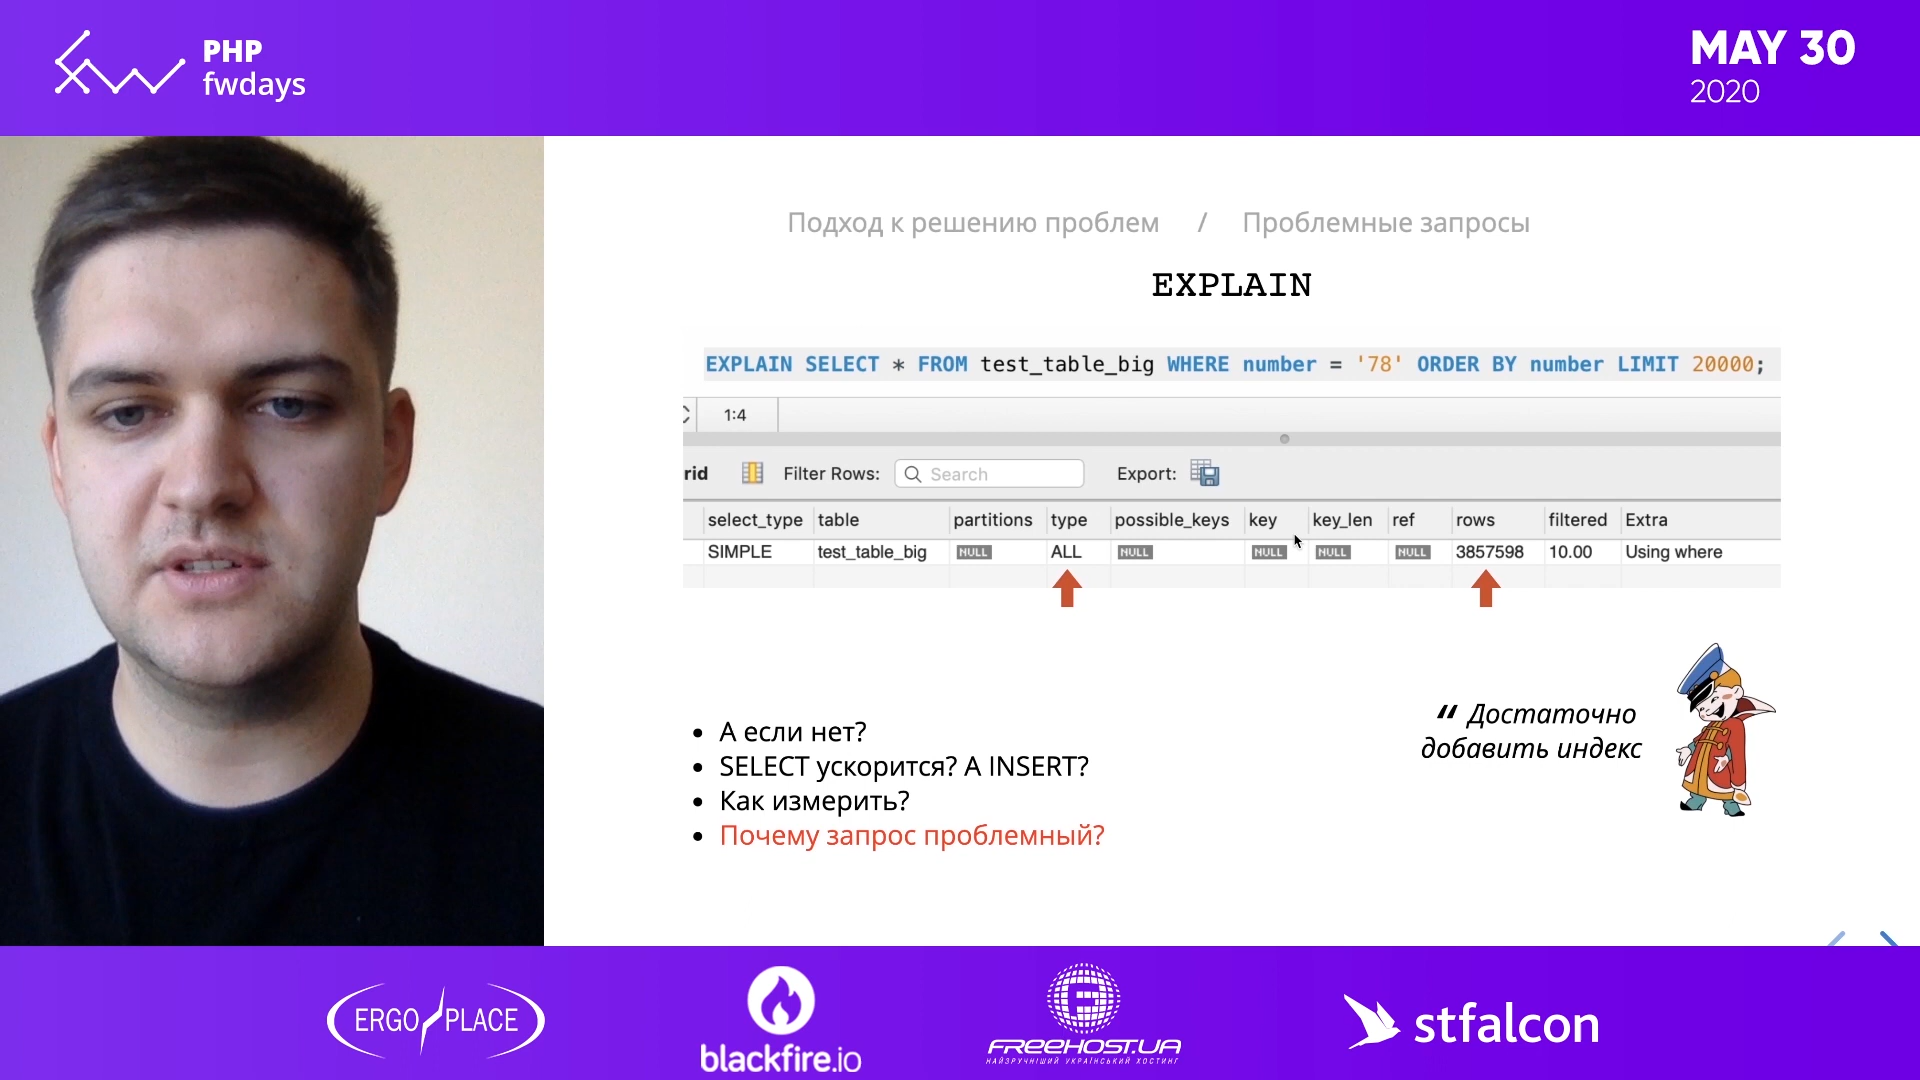 PHP
fwdays
MAY 30
2020
Подход к решению проблем / Проблемные запросы
EXPLAIN
EXPLAIN SELECT * FROM test_table_big WHERE number = '78' ORDER BY number LIMIT 20000;
1:4
rid Filter Rows: Search Export:
select_type table partitions type possible_keys key key_len ref rows filtered Extra
SIMPLE test_table_big NULL ALL NULL NULL NULL NULL 3857598 10.00 Using where
“ Достаточно
добавить индекс
• А если нет?
• SELECT ускорится? А INSERT?
• Как измерить?
• Почему запрос проблемный?
ERGO PLACE
blackfire.io
FREEHOST.UA
НАЙЗРУЧНІШИЙ УКРАЇНСЬКИЙ ХОСТИНГ
stfalcon